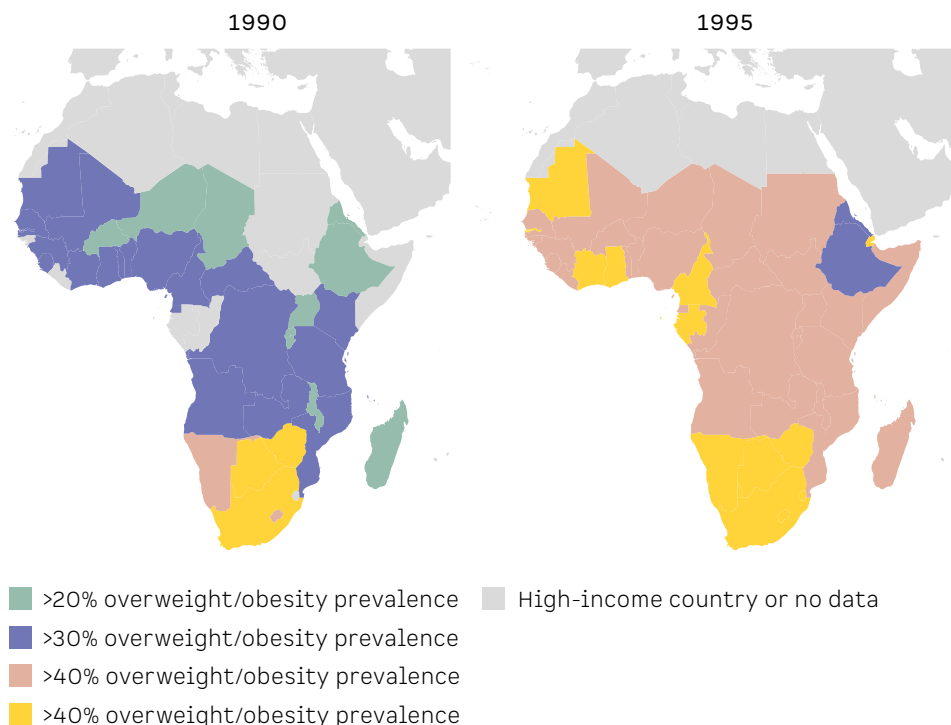 1990
1995
>20% overweight/obesity prevalence
High-income country or no data
>30% overweight/obesity prevalence
>40% overweight/obesity prevalence
>40% overweight/obesity prevalence